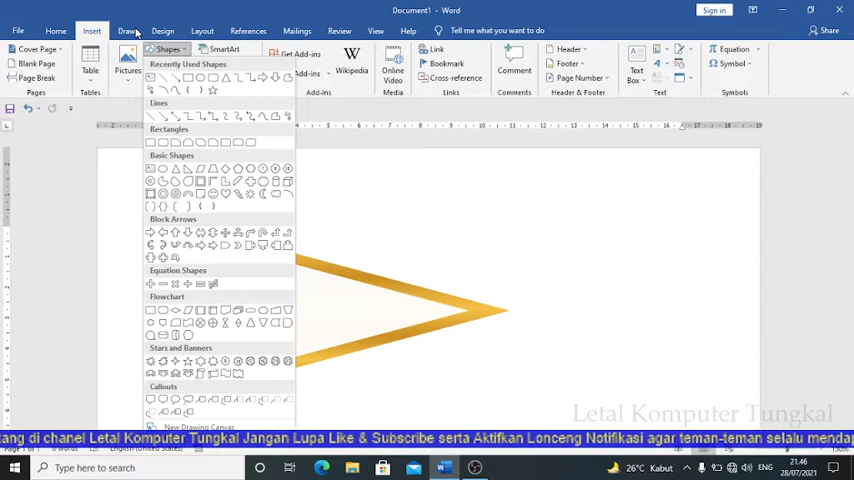 Document1 - Word
Sign in
File Home Insert Draw Design Layout References Mailings Review View Help Tell me what you want to do Share
Cover Page
Blank Page
Page Break
Pages
Table
Tables
Pictures
Shapes
SmartArt
Get Add-ins
Add-ins
Wikipedia
Online
Video
Link
Bookmark
Cross-reference
Links
Comment
Comments
Header
Footer
Page Number
Header & Footer
Text
Box
Text
Equation
Symbol
Symbols
Recently Used Shapes
Lines
Rectangles
Basic Shapes
Block Arrows
Equation Shapes
Flowchart
Stars and Banners
Callouts
New Drawing Canvas
Letal Komputer Tungkal
tang di chanel Letal Komputer Tungkal Jangan Lupa Like & Subscribe serta Aktifkan Lonceng Notifikasi agar teman-teman selalu mendap
Type here to search
26°C Kabut
ENG
21.46
28/07/2021